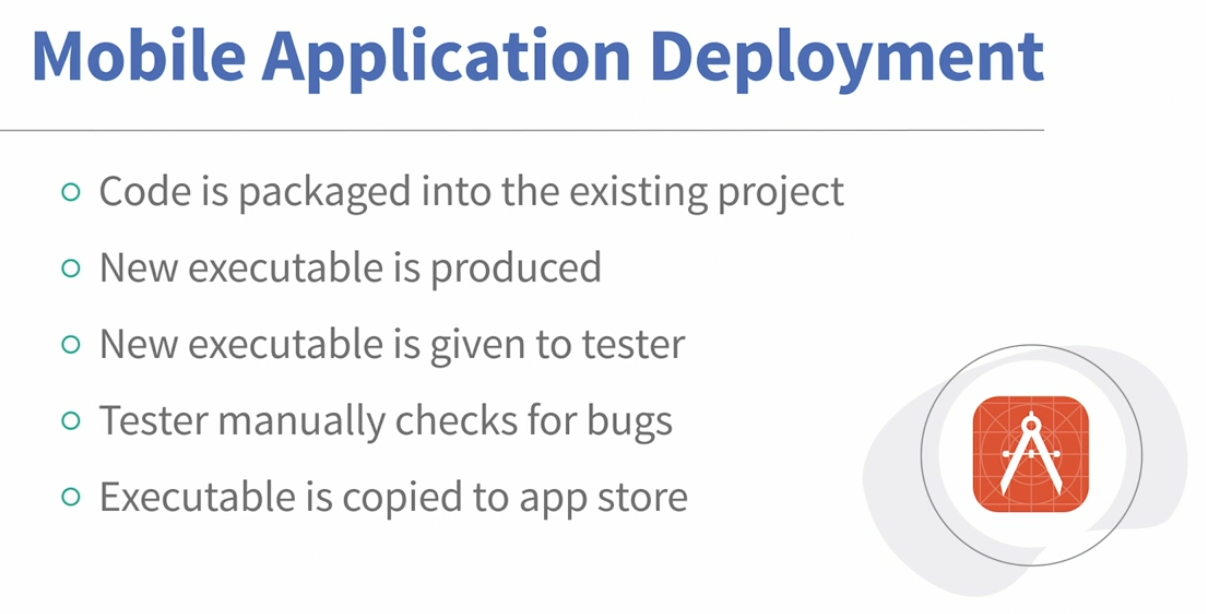 Mobile Application Deployment
Code is packaged into the existing project
New executable is produced
New executable is given to tester
Tester manually checks for bugs
Executable is copied to app store